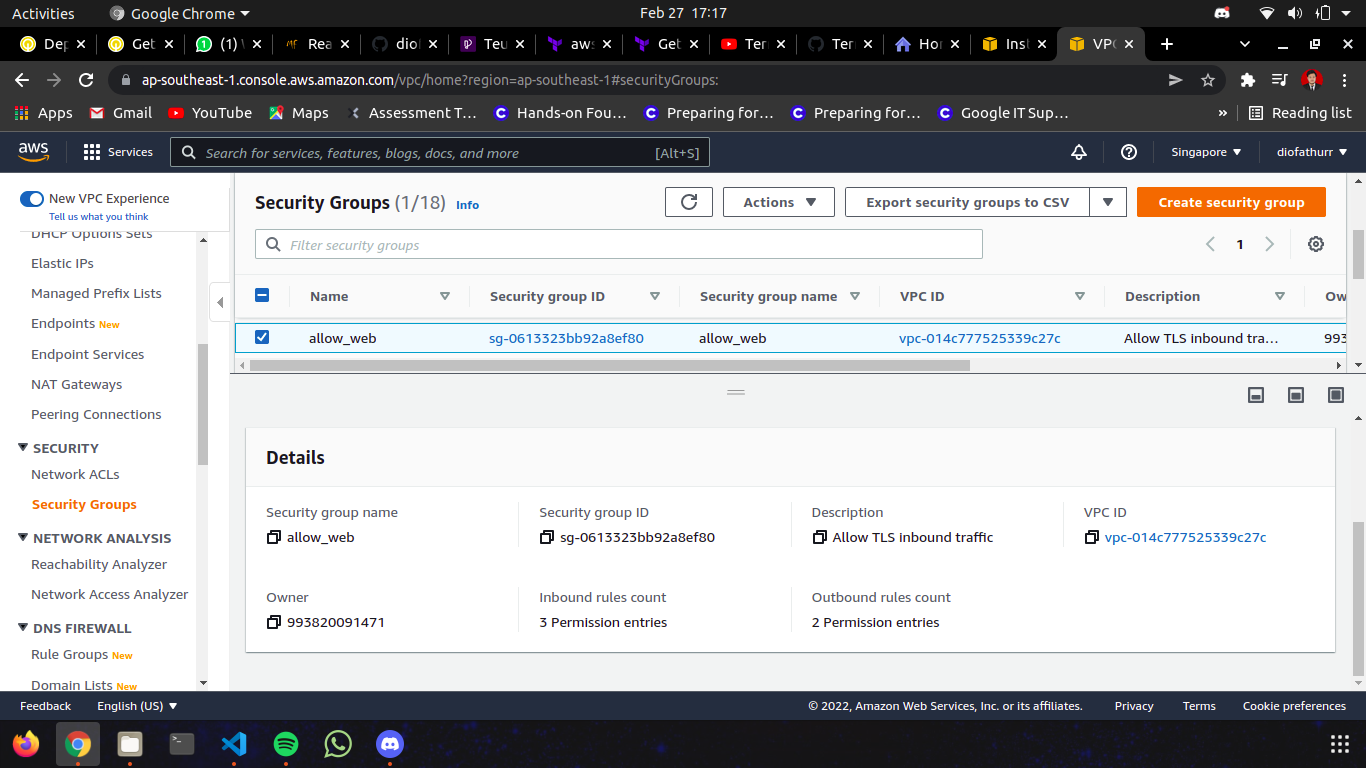 Activities Google Chrome Feb 27 17:17
Dep Get (1) W Rea diol Teu aws Get Terr Terr Hor Inst VPC
ap-southeast-1.console.aws.amazon.com/vpc/home?region=ap-southeast-1#securityGroups:
Apps Gmail YouTube Maps Assessment T... Hands-on Fou... Preparing for... Preparing for... Google IT Sup... » Reading list
aws Services Search for services, features, blogs, docs, and more [Alt+S] Singapore diofathurr
New VPC Experience
Tell us what you think
DHCP Options Sets
Elastic IPs
Managed Prefix Lists
Endpoints New
Endpoint Services
NAT Gateways
Peering Connections
SECURITY
Network ACLs
Security Groups
NETWORK ANALYSIS
Reachability Analyzer
Network Access Analyzer
DNS FIREWALL
Rule Groups New
Domain Lists New
Security Groups (1/18) Info Actions Export security groups to CSV Create security group
Filter security groups 1
Name Security group ID Security group name VPC ID Description Ow
allow_web sg-0613323bb92a8ef80 allow_web vpc-014c777525339c27c Allow TLS inbound tra... 993
Details
Security group name Security group ID Description VPC ID
allow_web sg-0613323bb92a8ef80 Allow TLS inbound traffic vpc-014c777525339c27c
Owner Inbound rules count Outbound rules count
993820091471 3 Permission entries 2 Permission entries
Feedback English (US) © 2022, Amazon Web Services, Inc. or its affiliates. Privacy Terms Cookie preferences